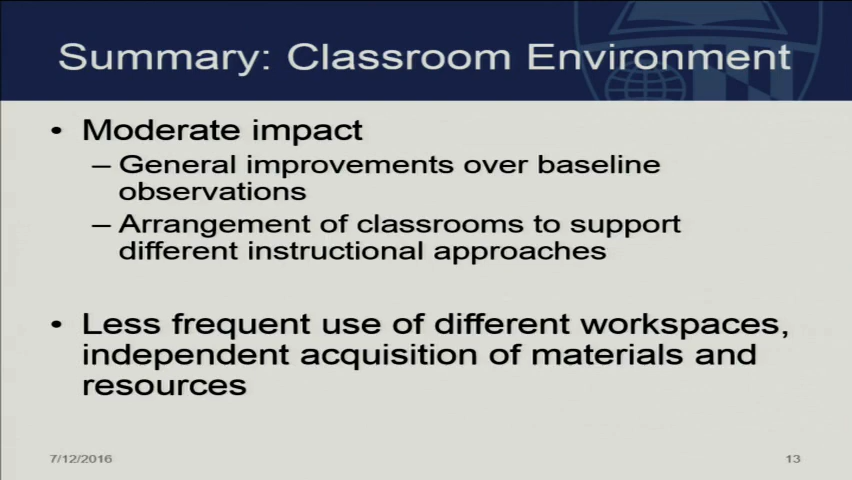 Summary: Classroom Environment
• Moderate impact
– General improvements over baseline
observations
– Arrangement of classrooms to support
different instructional approaches
• Less frequent use of different workspaces,
independent acquisition of materials and
resources
7/12/2016
13